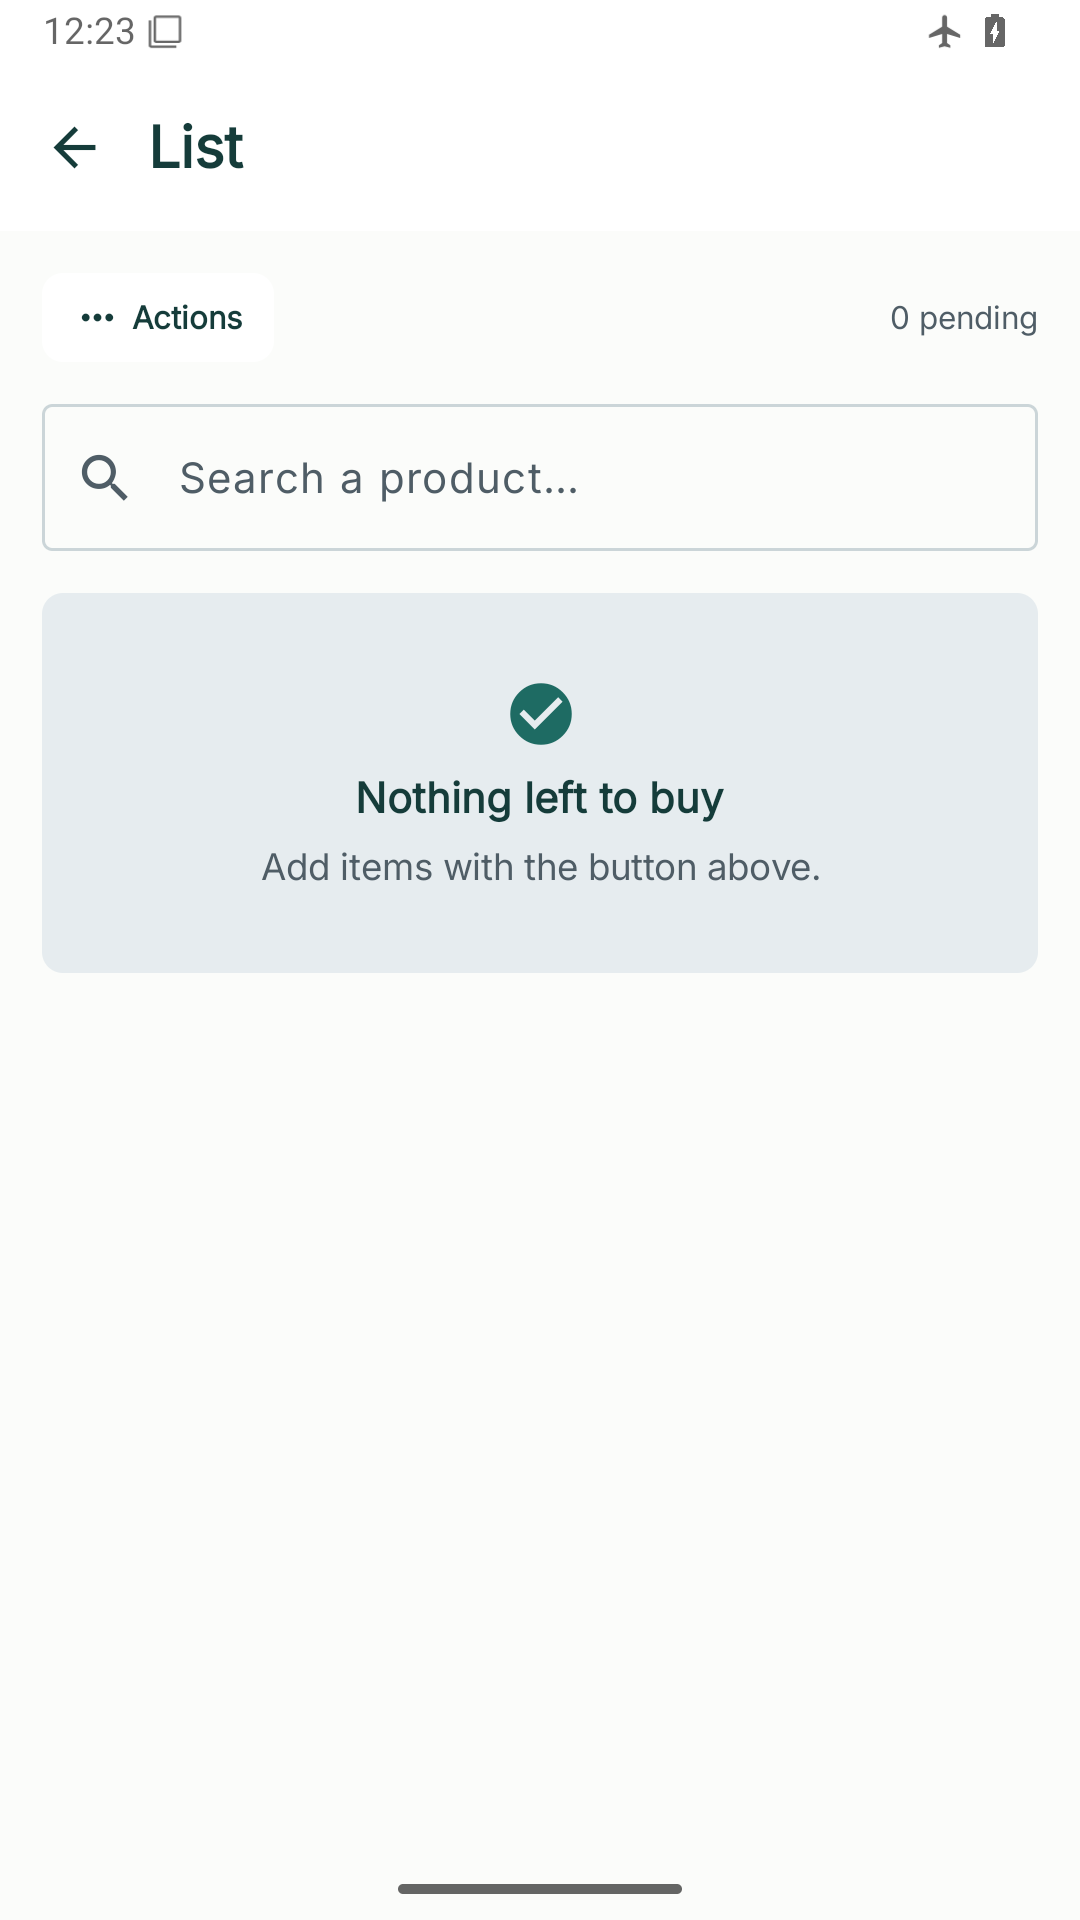 12:23
List
Actions
0 pending
Search a product...
Nothing left to buy
Add items with the button above.